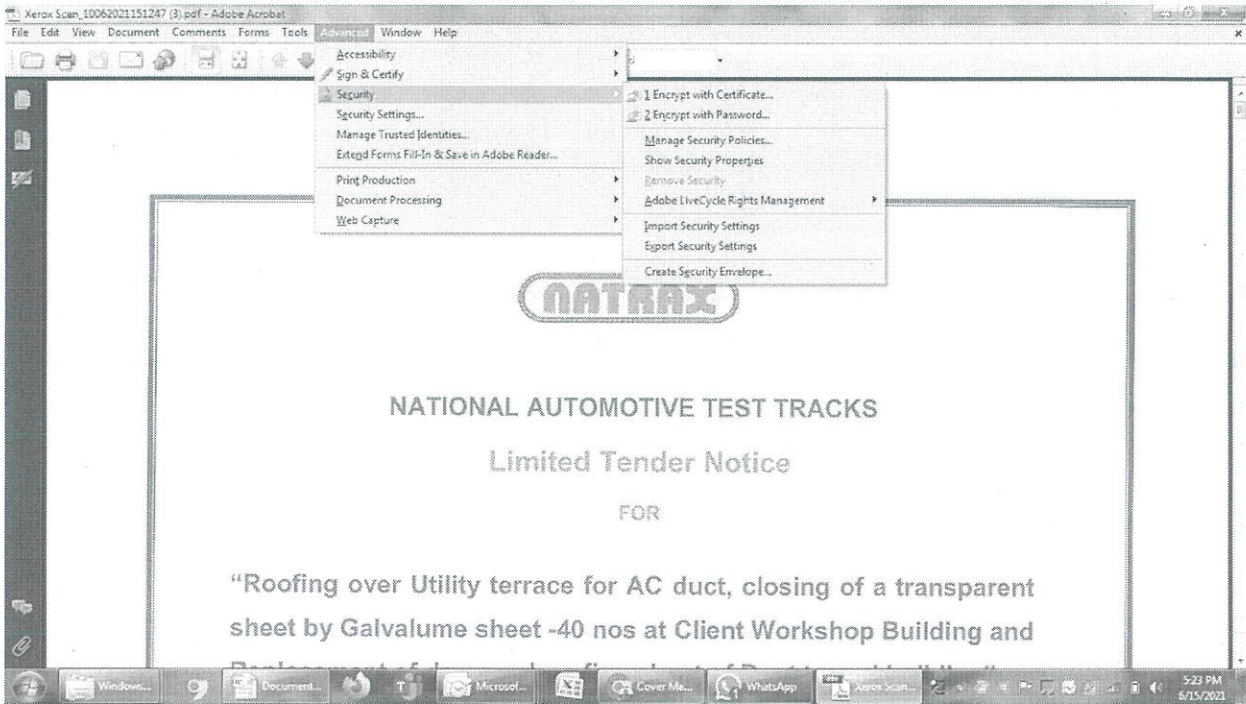 Xerox Scan_10062021151247 (3).pdf - Adobe Acrobat
File Edit View Document Comments Forms Tools Advanced Window Help
Accessibility
Sign & Certify
Security
Security Settings...
Manage Trusted Identities...
Extend Forms Fill-In & Save in Adobe Reader...
Print Production
Document Processing
Web Capture
1 Encrypt with Certificate...
2 Encrypt with Password...
Manage Security Policies...
Show Security Properties
Remove Security
Adobe LiveCycle Rights Management
Import Security Settings
Export Security Settings
Create Security Envelope...
NATRAX
NATIONAL AUTOMOTIVE TEST TRACKS
Limited Tender Notice
FOR
“Roofing over Utility terrace for AC duct, closing of a transparent
sheet by Galvalume sheet -40 nos at Client Workshop Building and
Windows... Document... Microsof... Cover Ma... WhatsApp Xerox Scan...
5:23 PM
6/15/2021